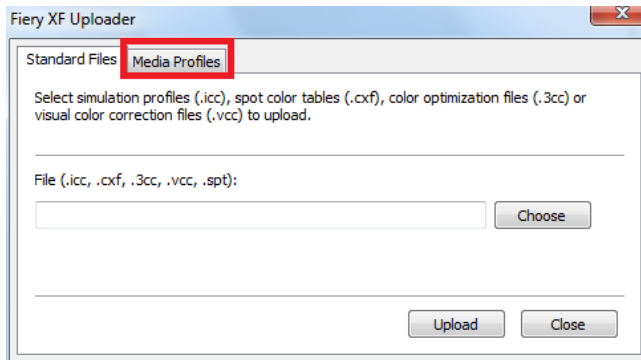 Fiery XF Uploader
Standard Files Media Profiles
Select simulation profiles (.icc), spot color tables (.cxf), color optimization files (.3cc) or
visual color correction files (.vcc) to upload.
File (.icc, .cxf, .3cc, .vcc, .spt):
Choose
Upload Close